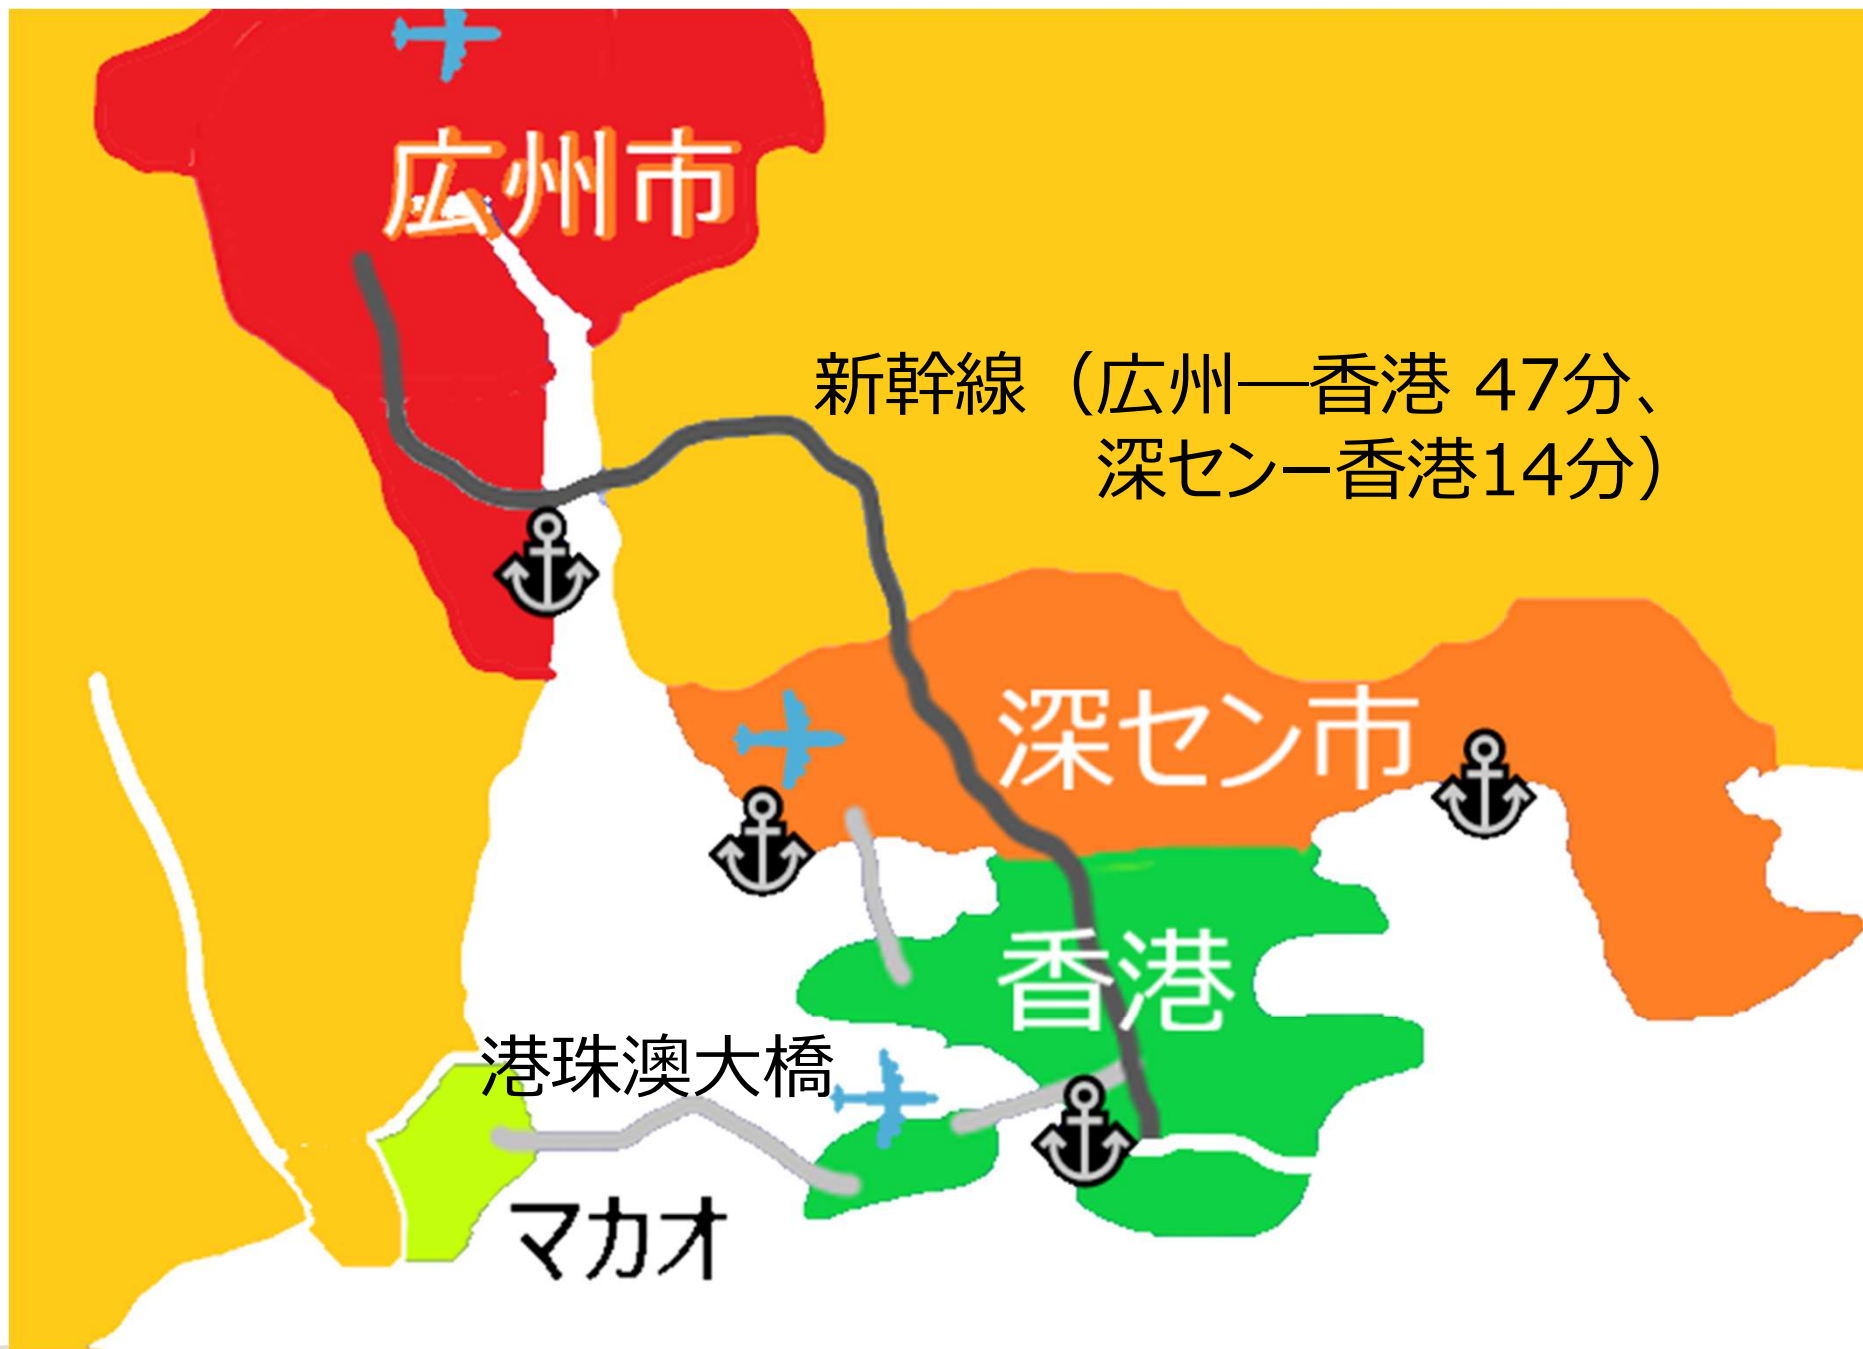 広州市
新幹線（広州―香港 47分、
深セン−香港14分）
深セン市
香港
港珠澳大橋
マカオ